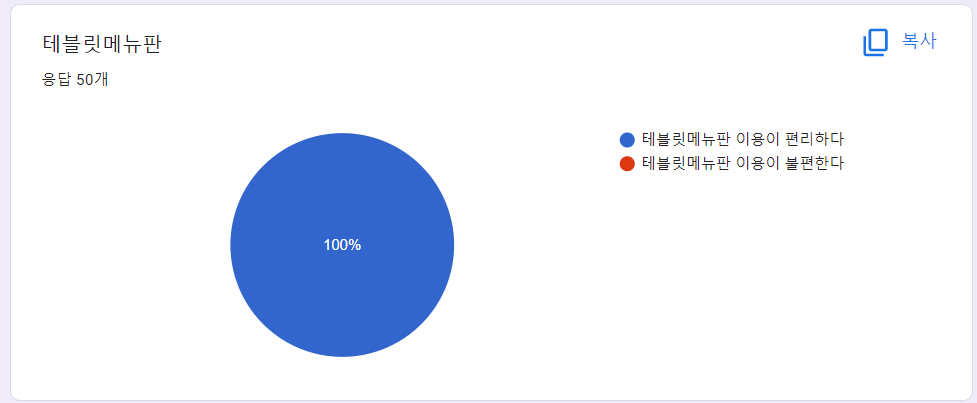 테블릿메뉴판
복사
응답 50개
테블릿메뉴판 이용이 편리하다
테블릿메뉴판 이용이 불편한다
100%